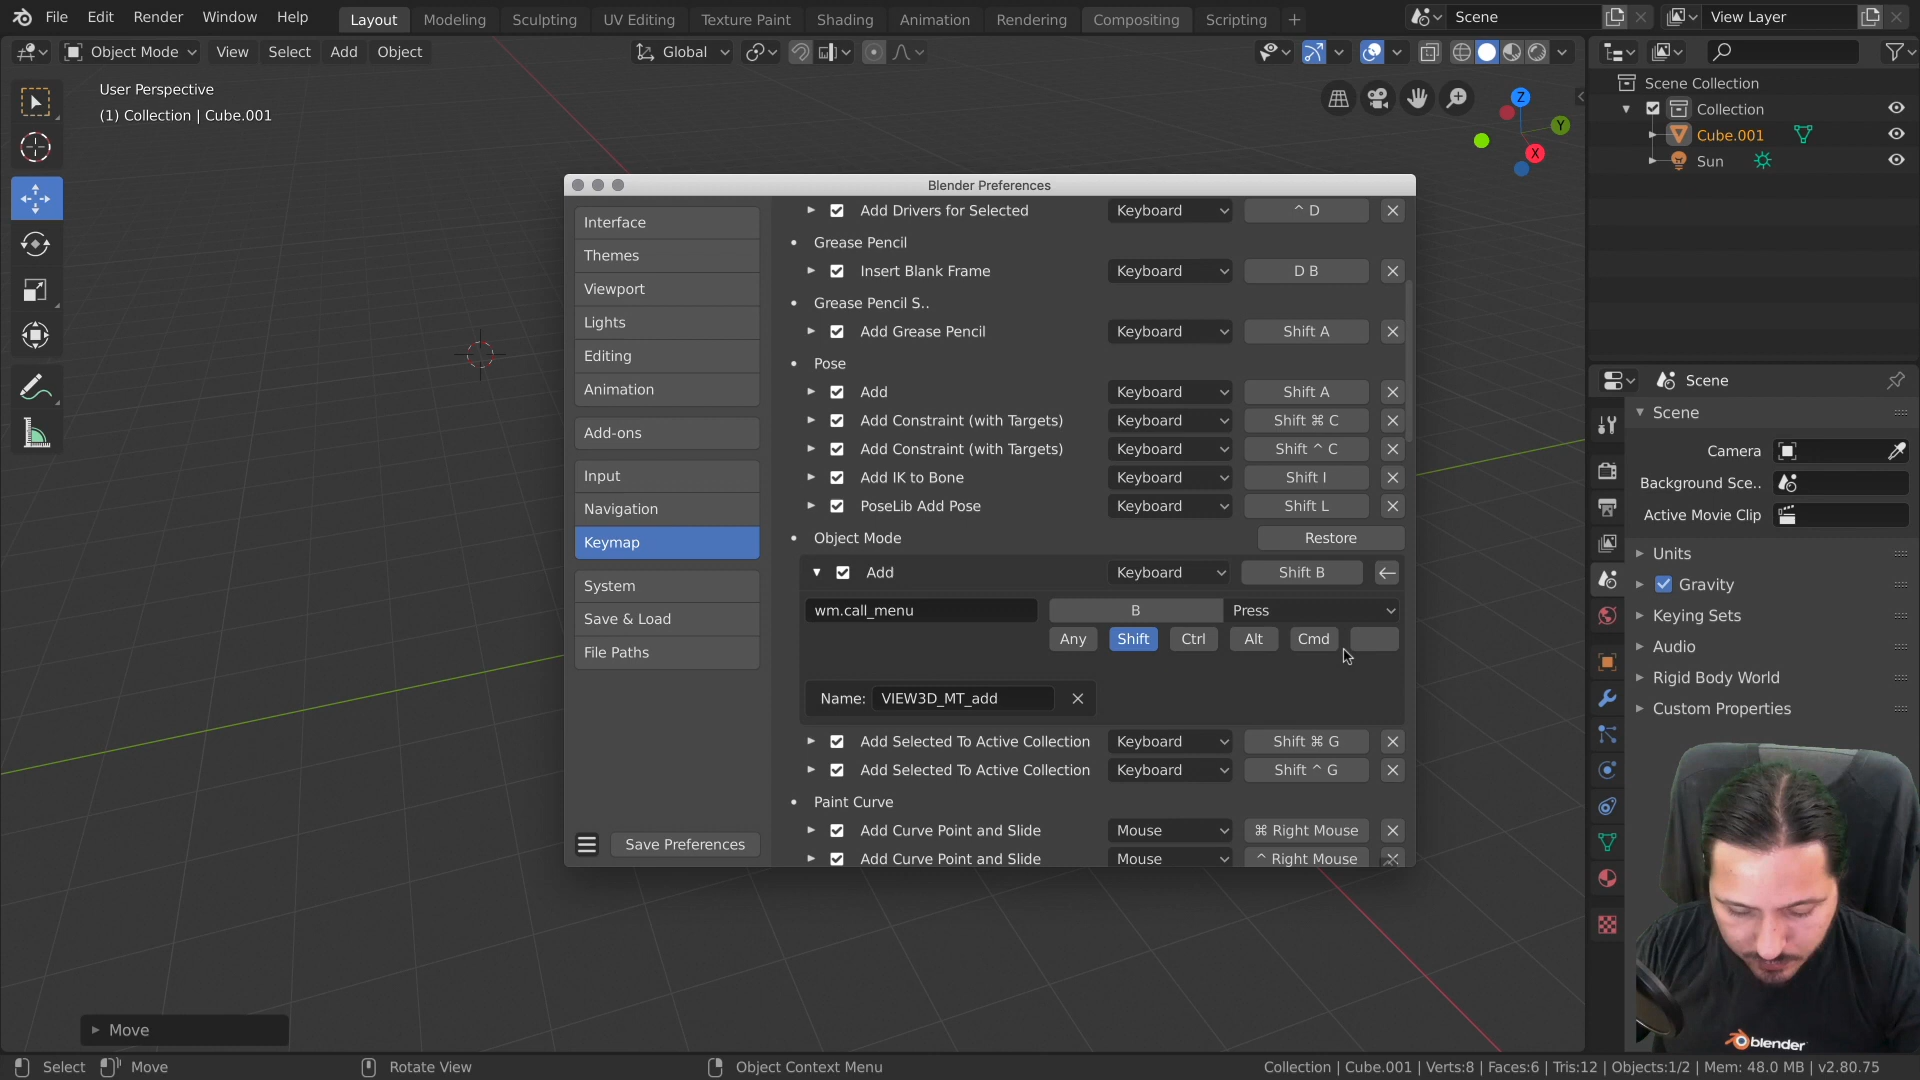 File Edit Render Window Help Layout Modeling Sculpting UV Editing Texture Paint Shading Animation Rendering Compositing Scripting + Scene View Layer
Object Mode View Select Add Object Global
User Perspective
(1) Collection | Cube.001
Z
Y
X
Scene Collection
Collection
Cube.001
Sun
Blender Preferences
Interface
Themes
Viewport
Lights
Editing
Animation
Add-ons
Input
Navigation
Keymap
System
Save & Load
File Paths
Save Preferences
Add Drivers for Selected Keyboard ^ D
Grease Pencil
Insert Blank Frame Keyboard D B
Grease Pencil S..
Add Grease Pencil Keyboard Shift A
Pose
Add Keyboard Shift A
Add Constraint (with Targets) Keyboard Shift ⌘ C
Add Constraint (with Targets) Keyboard Shift ^ C
Add IK to Bone Keyboard Shift I
PoseLib Add Pose Keyboard Shift L
Object Mode Restore
Add Keyboard Shift B
wm.call_menu B Press
Any Shift Ctrl Alt Cmd
Name: VIEW3D_MT_add
Add Selected To Active Collection Keyboard Shift ⌘ G
Add Selected To Active Collection Keyboard Shift ^ G
Paint Curve
Add Curve Point and Slide Mouse ⌘ Right Mouse
Add Curve Point and Slide Mouse ^ Right Mouse
Scene
Scene
Camera
Background Sce..
Active Movie Clip
Units
Gravity
Keying Sets
Audio
Rigid Body World
Custom Properties
blender
Move
Select Move Rotate View Object Context Menu Collection | Cube.001 | Verts:8 | Faces:6 | Tris:12 | Objects:1/2 | Mem: 48.0 MB | v2.80.75